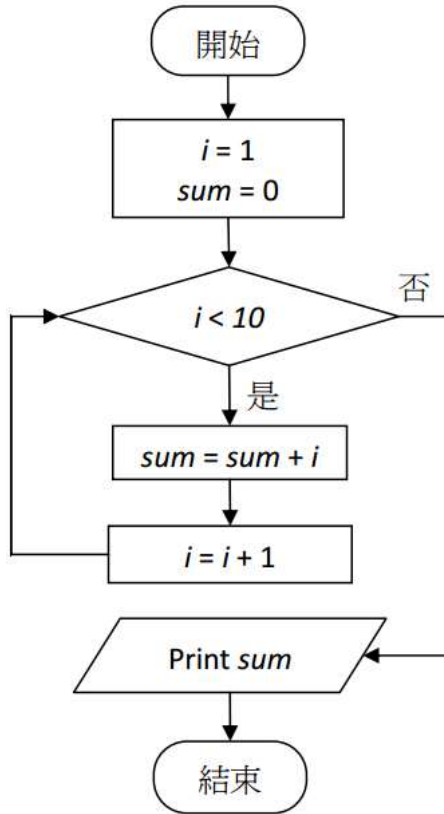 開始
i = 1
sum = 0
i < 10
否
是
sum = sum + i
i = i + 1
Print sum
結束